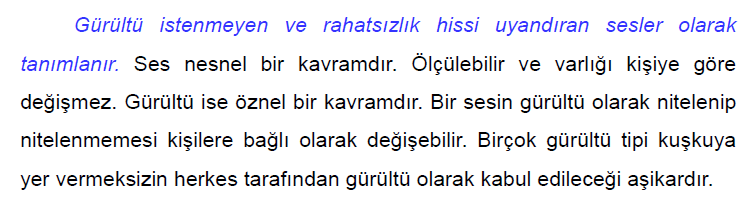 Gürültü istenmeyen ve rahatsızlık hissi uyandıran sesler olarak
tanımlanır. Ses nesnel bir kavramdır. Ölçülebilir ve varlığı kişiye göre
değişmez. Gürültü ise öznel bir kavramdır. Bir sesin gürültü olarak nitelenip
nitelenmemesi kişilere bağlı olarak değişebilir. Birçok gürültü tipi kuşkuya
yer vermeksizin herkes tarafından gürültü olarak kabul edileceği aşikardır.